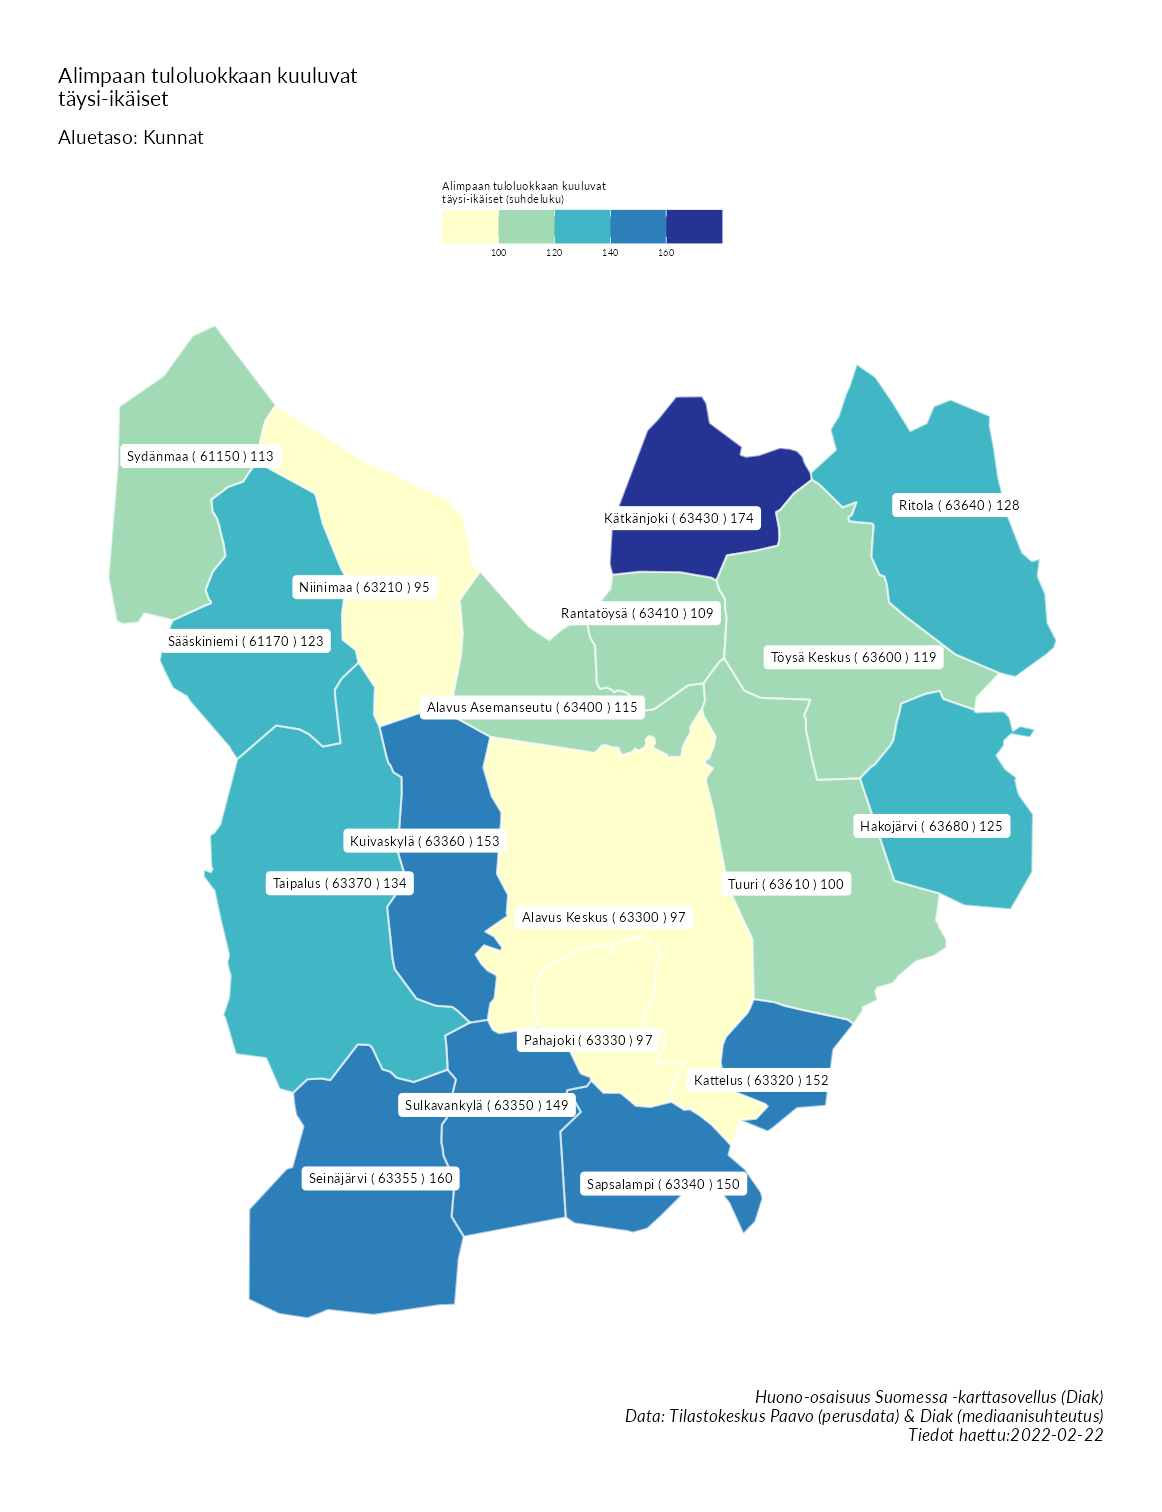 Alimpaan tuloluokkaan kuuluvat
täysi-ikäiset
Aluetaso: Kunnat
Alimpaan tuloluokkaan kuuluvat
täysi-ikäiset (suhdeluku)
100 120 140 160
Sydänmaa ( 61150 ) 113
Ritola ( 63640 ) 128
Kätkänjoki ( 63430 ) 174
Niinimaa ( 63210 ) 95
Rantatöysä ( 63410 ) 109
Sääskiniemi ( 61170 ) 123
Töysä Keskus ( 63600 ) 119
Alavus Asemanseutu ( 63400 ) 115
Hakojärvi ( 63680 ) 125
Kuivaskylä ( 63360 ) 153
Taipalus ( 63370 ) 134
Tuuri ( 63610 ) 100
Alavus Keskus ( 63300 ) 97
Pahajoki ( 63330 ) 97
Kattelus ( 63320 ) 152
Sulkavankylä ( 63350 ) 149
Seinäjärvi ( 63355 ) 160
Sapsalampi ( 63340 ) 150
Huono-osaisuus Suomessa -karttasovellus (Diak)
Data: Tilastokeskus Paavo (perusdata) & Diak (mediaanisuhteutus)
Tiedot haettu:2022-02-22